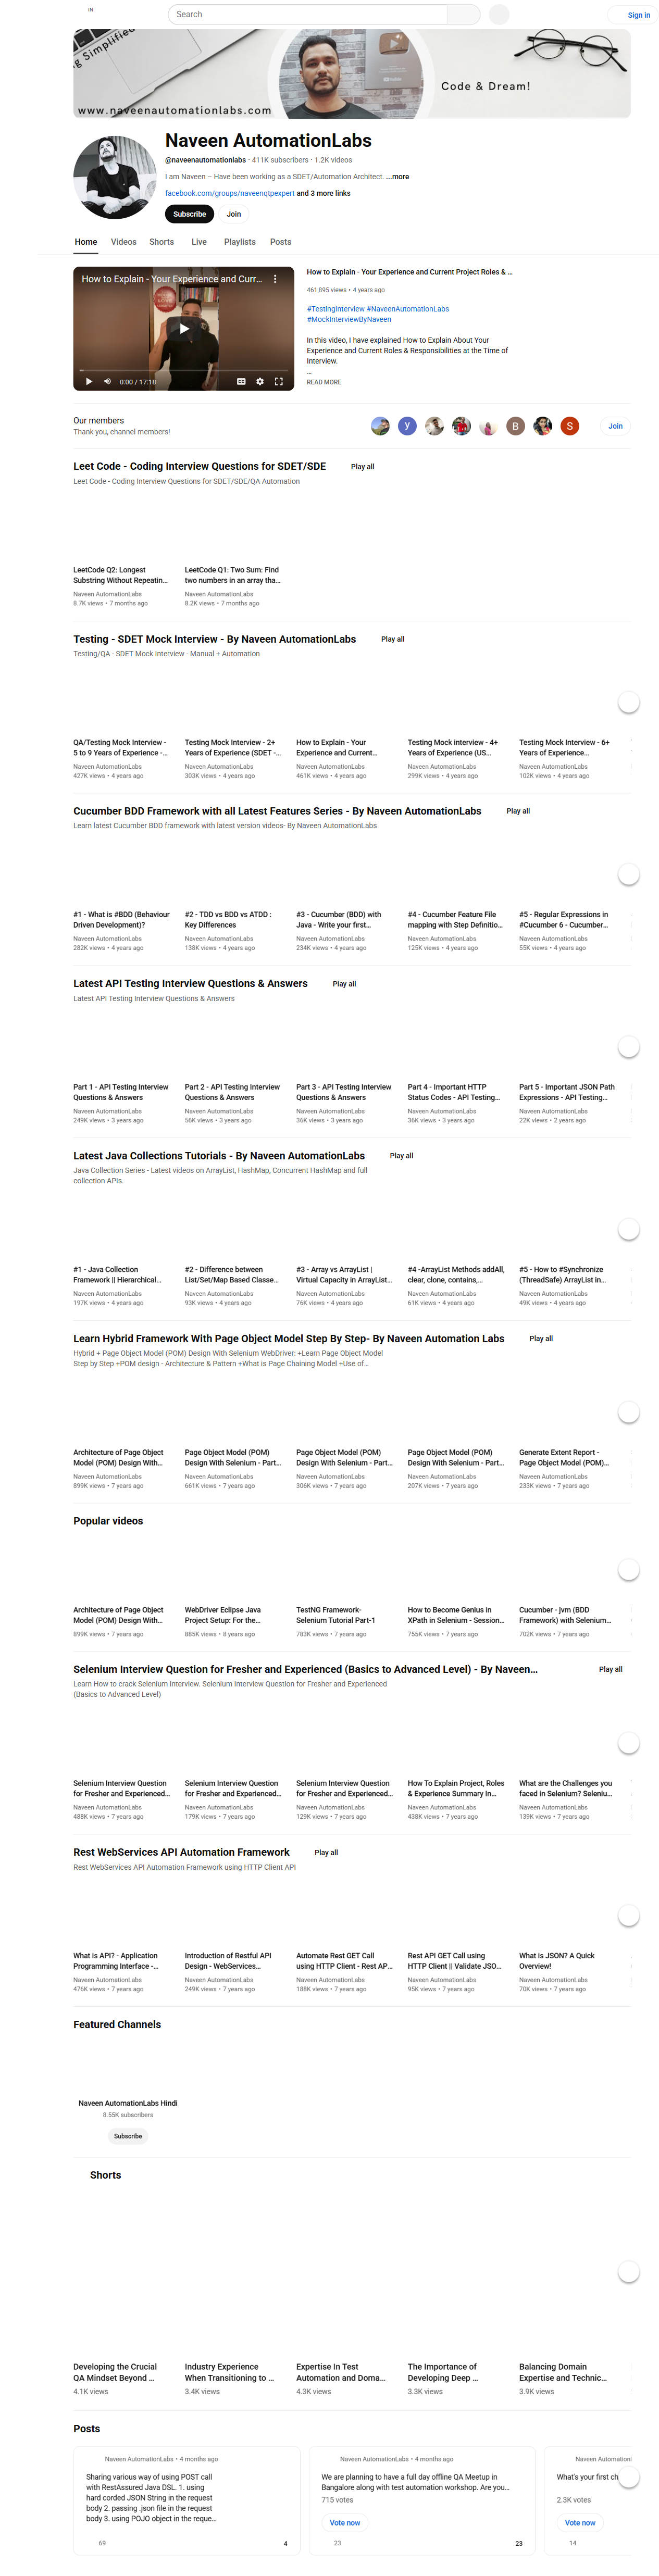 IN
Search
Sign in
g Simplified
www.naveenautomationlabs.com
Code & Dream!
Naveen AutomationLabs
@naveenautomationlabs • 411K subscribers • 1.2K videos
I am Naveen – Have been working as a SDET/Automation Architect. ...more
facebook.com/groups/naveenqtpexpert and 3 more links
Subscribe
Join
Home Videos Shorts Live Playlists Posts
How to Explain - Your Experience and Curr...
0:00 / 17:18
How to Explain - Your Experience and Current Project Roles & ...
461,895 views • 4 years ago
#TestingInterview #NaveenAutomationLabs
#MockInterviewByNaveen
In this video, I have explained How to Explain About Your
Experience and Current Roles & Responsibilities at the Time of
Interview.
...
READ MORE
Our members
Thank you, channel members!
y
B
S
Join
Leet Code - Coding Interview Questions for SDET/SDE Play all
Leet Code - Coding Interview Questions for SDET/SDE/QA Automation
LeetCode Q2: Longest
Substring Without Repeatin...
Naveen AutomationLabs
8.7K views • 7 months ago
LeetCode Q1: Two Sum: Find
two numbers in an array tha...
Naveen AutomationLabs
8.2K views • 7 months ago
Testing - SDET Mock Interview - By Naveen AutomationLabs Play all
Testing/QA - SDET Mock Interview - Manual + Automation
QA/Testing Mock Interview -
5 to 9 Years of Experience -...
Naveen AutomationLabs
427K views • 4 years ago
Testing Mock Interview - 2+
Years of Experience (SDET -...
Naveen AutomationLabs
303K views • 4 years ago
How to Explain - Your
Experience and Current...
Naveen AutomationLabs
461K views • 4 years ago
Testing Mock interview - 4+
Years of Experience (US...
Naveen AutomationLabs
299K views • 4 years ago
Testing Mock Interview - 6+
Years of Experience...
Naveen AutomationLabs
102K views • 4 years ago
Cucumber BDD Framework with all Latest Features Series - By Naveen AutomationLabs Play all
Learn latest Cucumber BDD framework with latest version videos- By Naveen AutomationLabs
#1 - What is #BDD (Behaviour
Driven Development)?
Naveen AutomationLabs
282K views • 4 years ago
#2 - TDD vs BDD vs ATDD :
Key Differences
Naveen AutomationLabs
138K views • 4 years ago
#3 - Cucumber (BDD) with
Java - Write your first...
Naveen AutomationLabs
234K views • 4 years ago
#4 - Cucumber Feature File
mapping with Step Definitio...
Naveen AutomationLabs
125K views • 4 years ago
#5 - Regular Expressions in
#Cucumber 6 - Cucumber...
Naveen AutomationLabs
55K views • 4 years ago
Latest API Testing Interview Questions & Answers Play all
Latest API Testing Interview Questions & Answers
Part 1 - API Testing Interview
Questions & Answers
Naveen AutomationLabs
249K views • 3 years ago
Part 2 - API Testing Interview
Questions & Answers
Naveen AutomationLabs
56K views • 3 years ago
Part 3 - API Testing Interview
Questions & Answers
Naveen AutomationLabs
36K views • 3 years ago
Part 4 - Important HTTP
Status Codes - API Testing...
Naveen AutomationLabs
36K views • 3 years ago
Part 5 - Important JSON Path
Expressions - API Testing...
Naveen AutomationLabs
22K views • 2 years ago
Latest Java Collections Tutorials - By Naveen AutomationLabs Play all
Java Collection Series - Latest videos on ArrayList, HashMap, Concurrent HashMap and full
collection APIs.
#1 - Java Collection
Framework || Hierarchical...
Naveen AutomationLabs
197K views • 4 years ago
#2 - Difference between
List/Set/Map Based Classe...
Naveen AutomationLabs
93K views • 4 years ago
#3 - Array vs ArrayList |
Virtual Capacity in ArrayList...
Naveen AutomationLabs
76K views • 4 years ago
#4 -ArrayList Methods addAll,
clear, clone, contains,...
Naveen AutomationLabs
61K views • 4 years ago
#5 - How to #Synchronize
(ThreadSafe) ArrayList in...
Naveen AutomationLabs
49K views • 4 years ago
Learn Hybrid Framework With Page Object Model Step By Step- By Naveen Automation Labs Play all
Hybrid + Page Object Model (POM) Design With Selenium WebDriver: +Learn Page Object Model
Step by Step +POM design - Architecture & Pattern +What is Page Chaining Model +Use of...
Architecture of Page Object
Model (POM) Design With...
Naveen AutomationLabs
899K views • 7 years ago
Page Object Model (POM)
Design With Selenium - Part...
Naveen AutomationLabs
661K views • 7 years ago
Page Object Model (POM)
Design With Selenium - Part...
Naveen AutomationLabs
306K views • 7 years ago
Page Object Model (POM)
Design With Selenium - Part...
Naveen AutomationLabs
207K views • 7 years ago
Generate Extent Report -
Page Object Model (POM)...
Naveen AutomationLabs
233K views • 7 years ago
Popular videos
Architecture of Page Object
Model (POM) Design With...
899K views • 7 years ago
WebDriver Eclipse Java
Project Setup: For the...
885K views • 8 years ago
TestNG Framework-
Selenium Tutorial Part-1
783K views • 7 years ago
How to Become Genius in
XPath in Selenium - Session...
755K views • 7 years ago
Cucumber - jvm (BDD
Framework) with Selenium...
702K views • 7 years ago
Selenium Interview Question for Fresher and Experienced (Basics to Advanced Level) - By Naveen... Play all
Learn How to crack Selenium interview. Selenium Interview Question for Fresher and Experienced
(Basics to Advanced Level)
Selenium Interview Question
for Fresher and Experienced...
Naveen AutomationLabs
488K views • 7 years ago
Selenium Interview Question
for Fresher and Experienced...
Naveen AutomationLabs
179K views • 7 years ago
Selenium Interview Question
for Fresher and Experienced...
Naveen AutomationLabs
129K views • 7 years ago
How To Explain Project, Roles
& Experience Summary In...
Naveen AutomationLabs
438K views • 7 years ago
What are the Challenges you
faced in Selenium? Seleniu...
Naveen AutomationLabs
139K views • 7 years ago
Rest WebServices API Automation Framework Play all
Rest WebServices API Automation Framework using HTTP Client API
What is API? - Application
Programming Interface -...
Naveen AutomationLabs
476K views • 7 years ago
Introduction of Restful API
Design - WebServices...
Naveen AutomationLabs
249K views • 7 years ago
Automate Rest GET Call
using HTTP Client - Rest AP...
Naveen AutomationLabs
188K views • 7 years ago
Rest API GET Call using
HTTP Client || Validate JSO...
Naveen AutomationLabs
95K views • 7 years ago
What is JSON? A Quick
Overview!
Naveen AutomationLabs
70K views • 7 years ago
Featured Channels
Naveen AutomationLabs Hindi
8.55K subscribers
Subscribe
Shorts
Developing the Crucial
QA Mindset Beyond ...
4.1K views
Industry Experience
When Transitioning to ...
3.4K views
Expertise In Test
Automation and Doma...
4.3K views
The Importance of
Developing Deep ...
3.3K views
Balancing Domain
Expertise and Technic...
3.9K views
Posts
Naveen AutomationLabs • 4 months ago
Sharing various way of using POST call
with RestAssured Java DSL. 1. using
hard corded JSON String in the request
body 2. passing .json file in the request
body 3. using POJO object in the reque...
69
4
Naveen AutomationLabs • 4 months ago
We are planning to have a full day offline QA Meetup in
Bangalore along with test automation workshop. Are you...
715 votes
Vote now
23
23
Naveen Automationl
What's your first ch
2.3K votes
Vote now
14